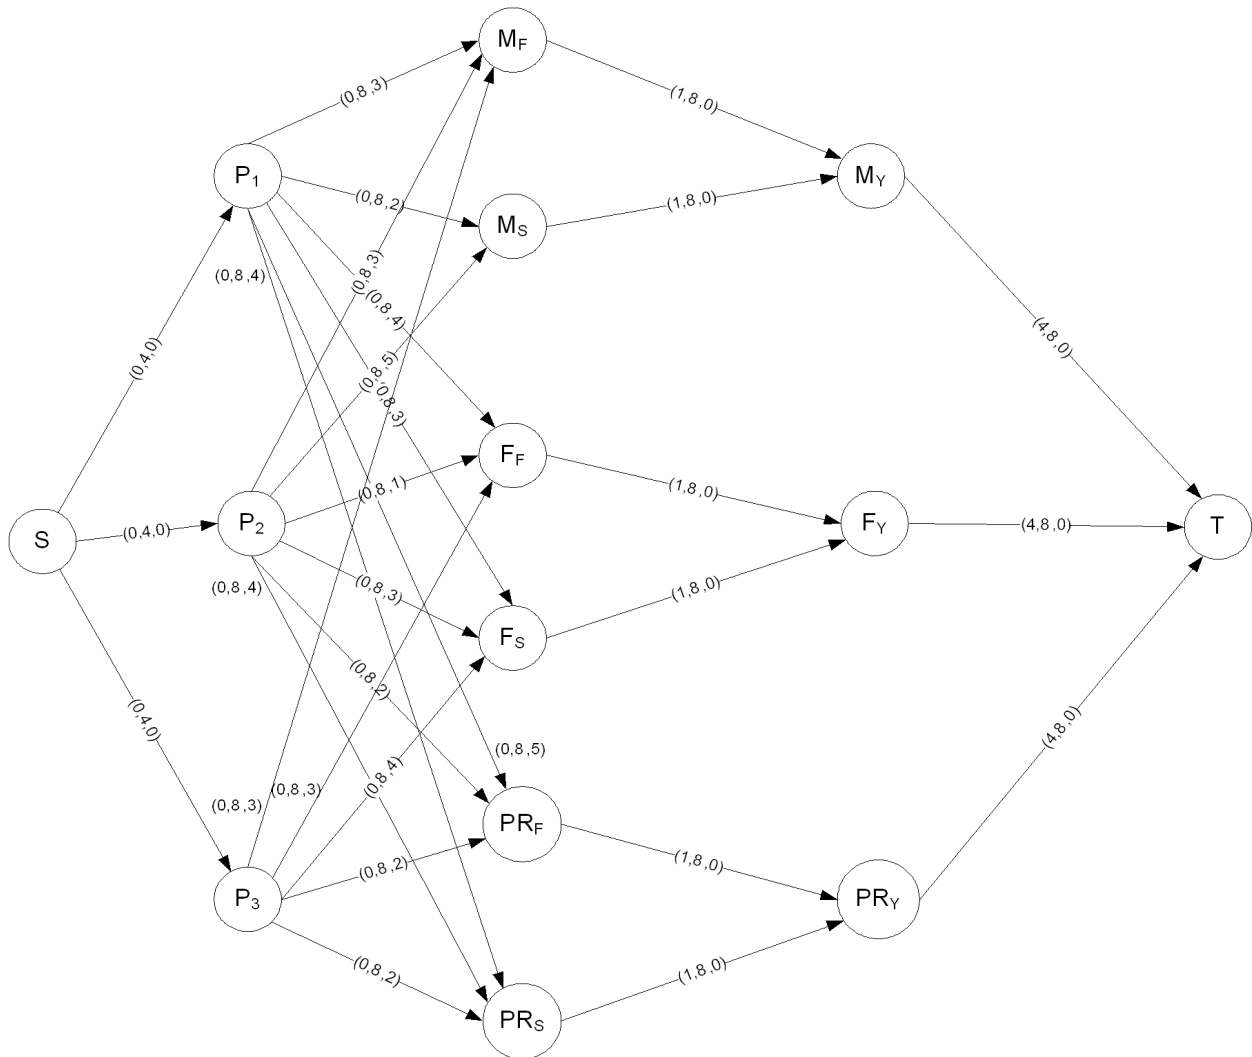 M_F
(0,8,3)
(1,8,0)
P_1
M_Y
(0,8,2)
(1,8,0)
M_S
(0,8,4)
(0,8,3)
(0,8,4)
(4,8,0)
(0,4,0)
(0,8,5)
(0,8,3)
F_F
(0,8,1)
(1,8,0)
P_2
F_Y
(4,8,0)
T
S
(0,4,0)
(0,8,4)
(0,8,3)
(1,8,0)
F_S
(0,8,2)
(0,4,0)
(4,8,0)
(0,8,5)
(0,8,4)
(0,8,3)
(0,8,3)
PR_F
(0,8,2)
(1,8,0)
P_3
PR_Y
(0,8,2)
(1,8,0)
PR_S